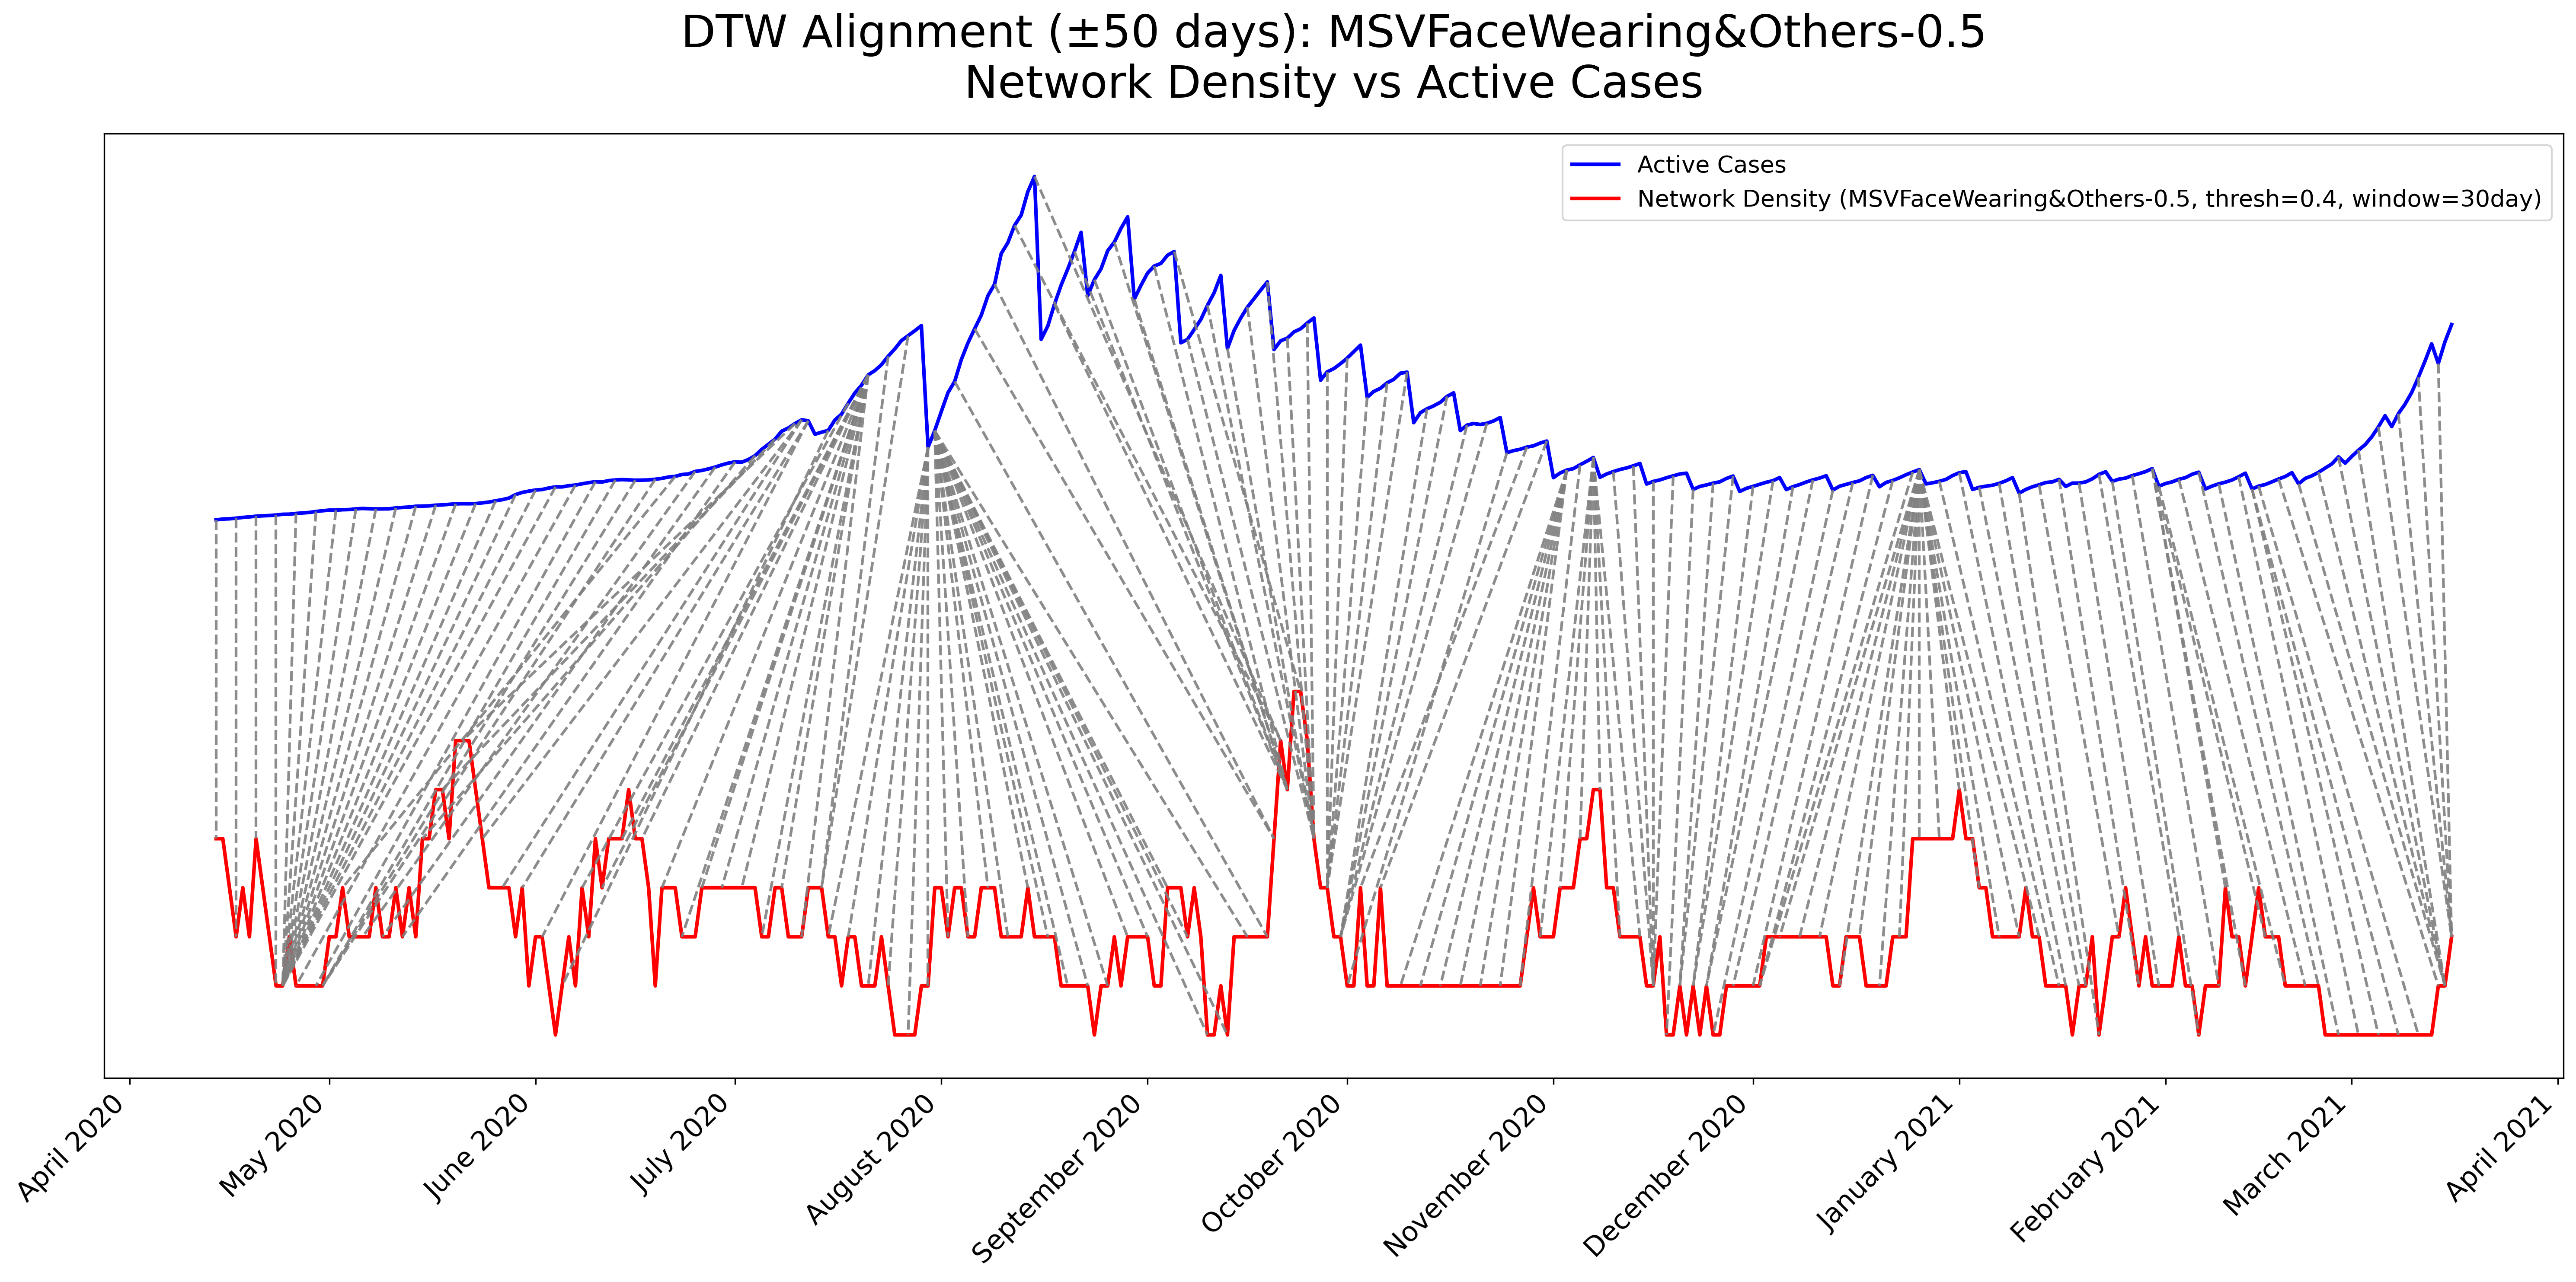 DTW Alignment (±50 days): MSVFaceWearing&Others-0.5
Network Density vs Active Cases
Active Cases
Network Density (MSVFaceWearing&Others-0.5, thresh=0.4, window=30day)
April 2020
May 2020
June 2020
July 2020
August 2020
September 2020
October 2020
November 2020
December 2020
January 2021
February 2021
March 2021
April 2021